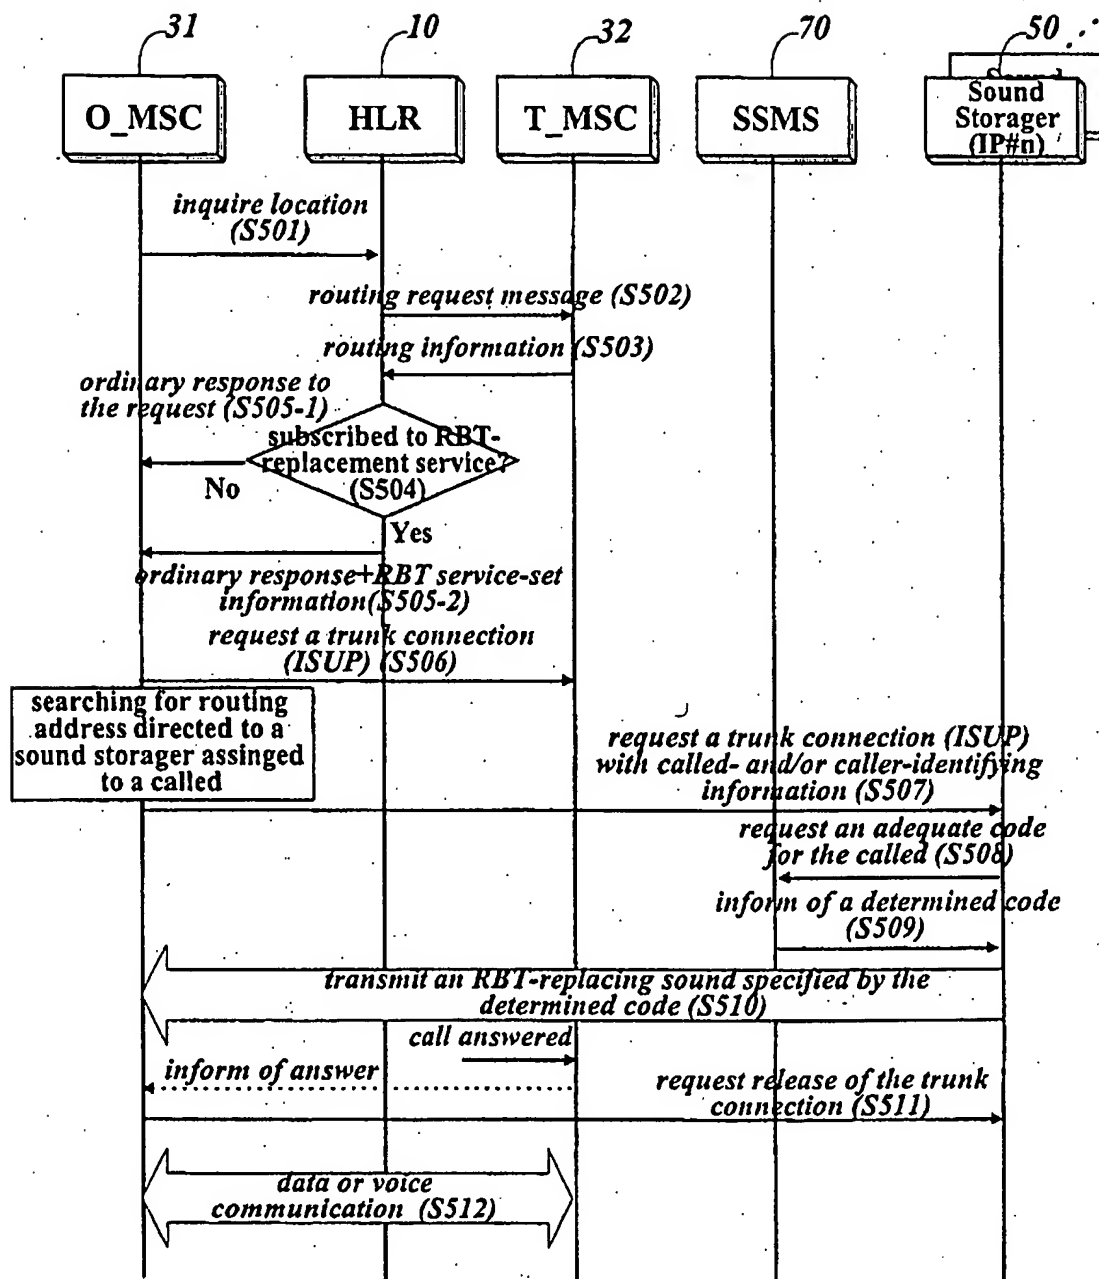 31
10
32
70
50
O_MSC
HLR
T_MSC
SSMS
Sound
Sound
Storager
(IP#n)
inquire location
(S501)
routing request message (S502)
routing information (S503)
ordinary response to
the request (S505-1)
subscribed to RBT-
replacement service?
(S504)
No
Yes
ordinary response+RBT service-set
information(S505-2)
request a trunk connection
(ISUP) (S506)
searching for routing
address directed to a
sound storager assinged
to a called
request a trunk connection (ISUP)
with called- and/or caller-identifying
information (S507)
request an adequate code
for the called (S508)
inform of a determined code
(S509)
transmit an RBT-replacing sound specified by the
determined code (S510)
call answered
inform of answer
request release of the trunk
connection (S511)
data or voice
communication (S512)